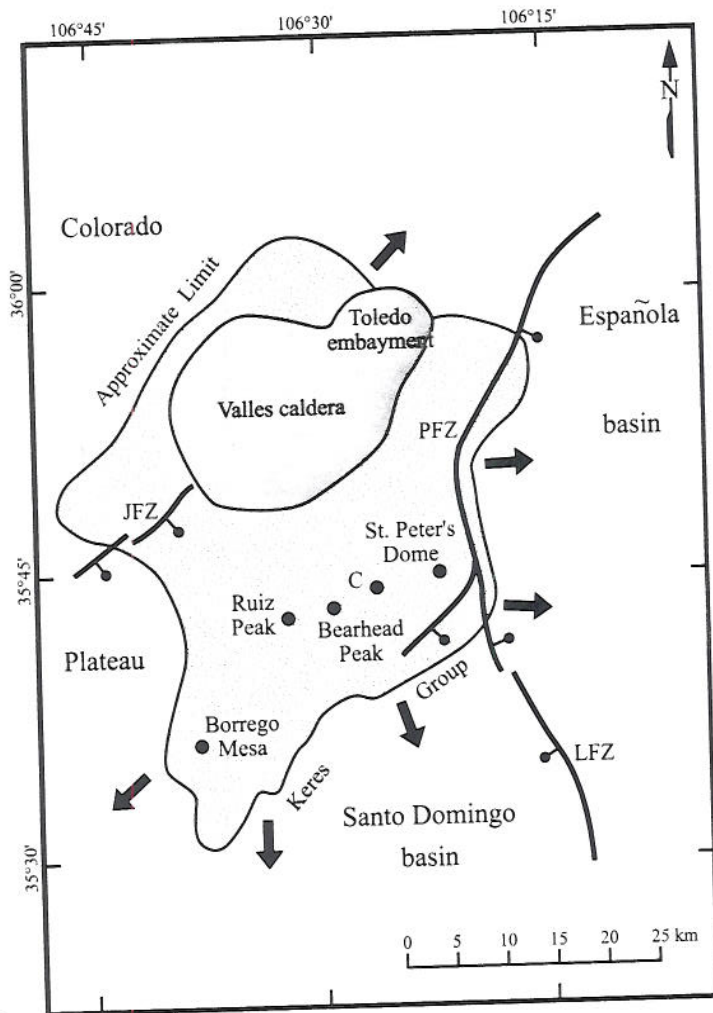 106°45'
106°30'
106°15'
N
Colorado
Approximate Limit
36°00'
Toledo
embayment
Española
Valles caldera
PFZ
basin
JFZ
St. Peter's
Dome
35°45'
C
Ruiz
Peak
Bearhead
Peak
Plateau
Group
Borrego
Mesa
LFZ
Keres
Santo Domingo
basin
35°30'
0 5 10 15 20 25 km